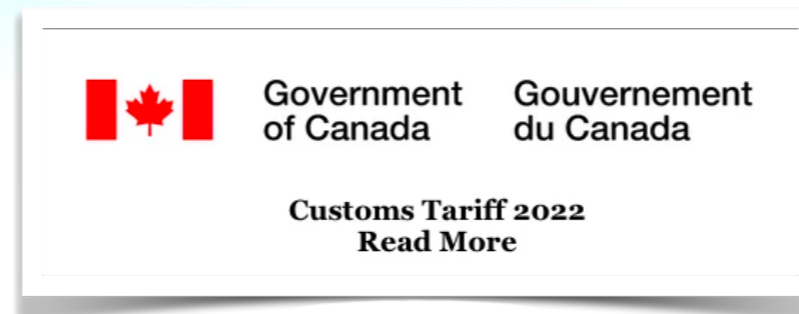 Government of Canada
Gouvernement du Canada
Customs Tariff 2022
Read More